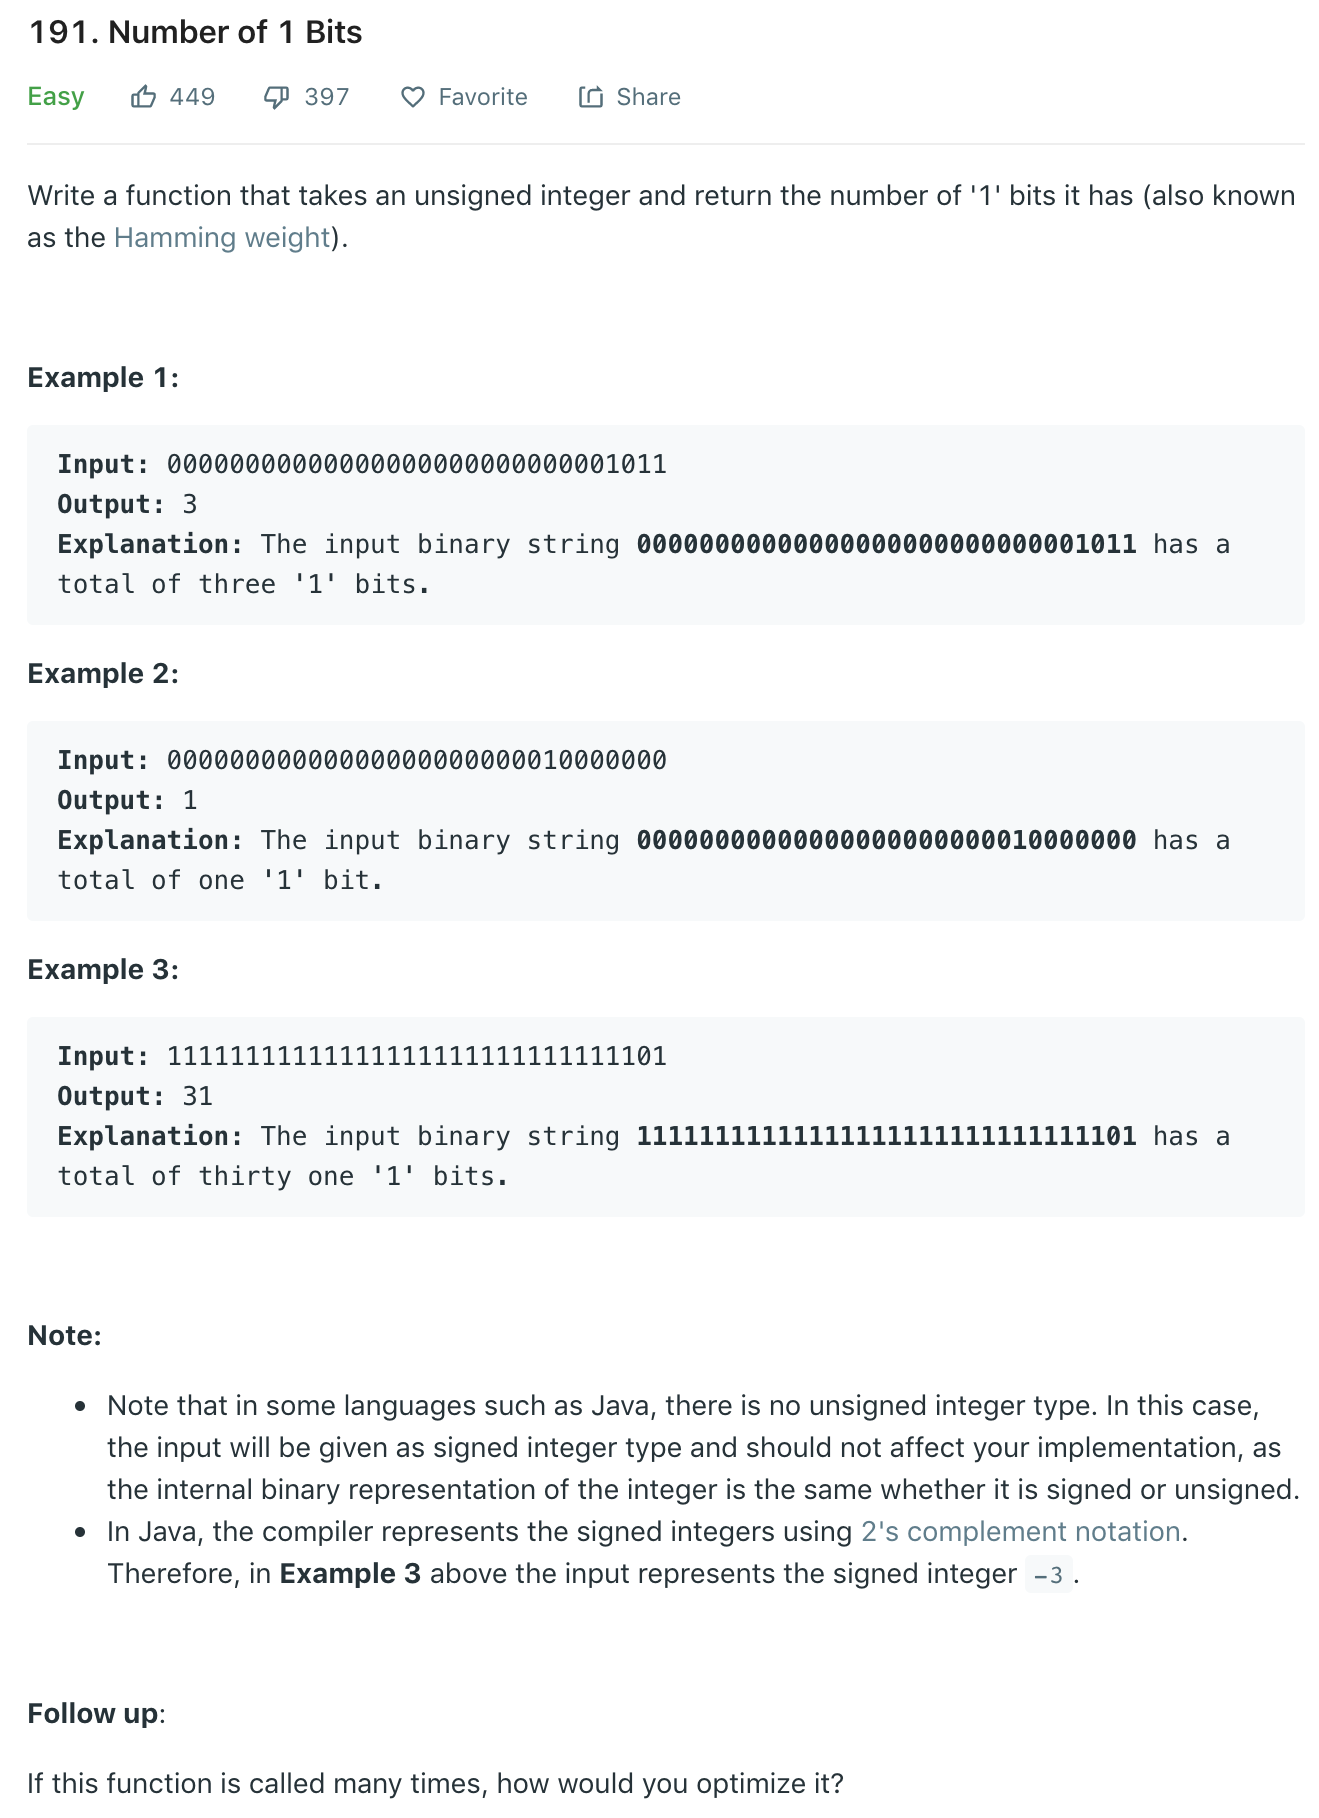 191. Number of 1 Bits
Easy 449 397 Favorite Share
Write a function that takes an unsigned integer and return the number of '1' bits it has (also known
as the Hamming weight).
Example 1:
Input: 00000000000000000000000000001011
Output: 3
Explanation: The input binary string 00000000000000000000000000001011 has a
total of three '1' bits.
Example 2:
Input: 00000000000000000000000010000000
Output: 1
Explanation: The input binary string 00000000000000000000000010000000 has a
total of one '1' bit.
Example 3:
Input: 11111111111111111111111111111101
Output: 31
Explanation: The input binary string 11111111111111111111111111111101 has a
total of thirty one '1' bits.
Note:
• Note that in some languages such as Java, there is no unsigned integer type. In this case,
the input will be given as signed integer type and should not affect your implementation, as
the internal binary representation of the integer is the same whether it is signed or unsigned.
• In Java, the compiler represents the signed integers using 2's complement notation.
Therefore, in Example 3 above the input represents the signed integer -3.
Follow up:
If this function is called many times, how would you optimize it?